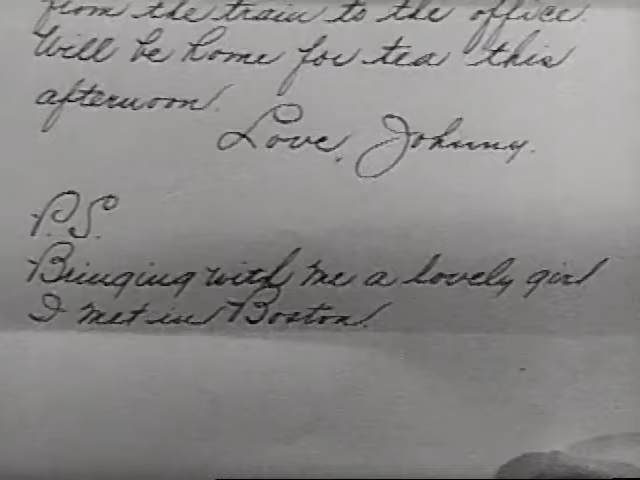 from the train to the office.
Will be home for tea this
afternoon.
Love, Johnny.
P.S.
Bringing with me a lovely girl
I met in Boston.